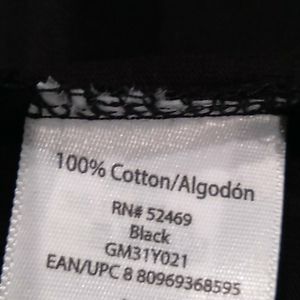 100% Cotton/Algodón
RN# 52469
Black
GM31Y021
EAN/UPC 8 80969368595